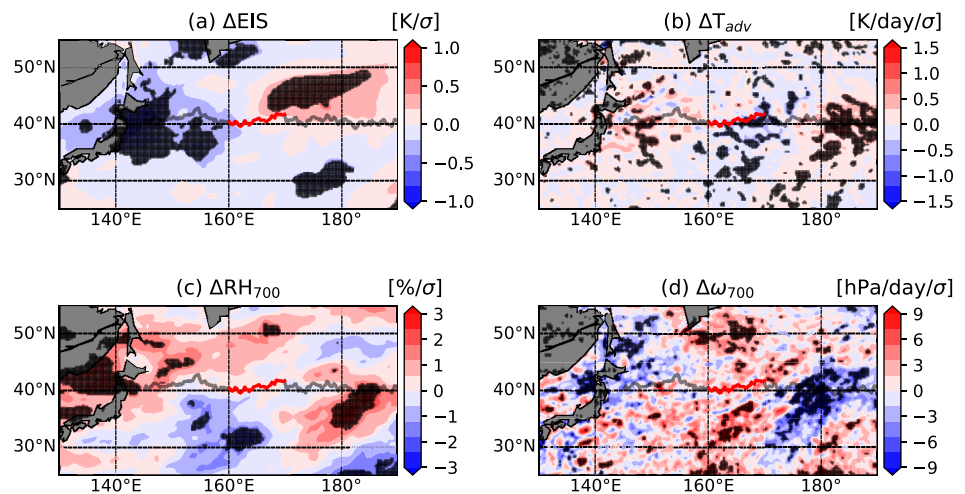 (a) ΔEIS [K/σ]
50°N
40°N
30°N
140°E 160°E 180°
1.0
0.5
0.0
−0.5
−1.0
(b) ΔT_adv [K/day/σ]
50°N
40°N
30°N
140°E 160°E 180°
1.5
1.0
0.5
0.0
−0.5
−1.0
−1.5
(c) ΔRH₇₀₀ [%/σ]
50°N
40°N
30°N
140°E 160°E 180°
3
2
1
0
−1
−2
−3
(d) Δω₇₀₀ [hPa/day/σ]
50°N
40°N
30°N
140°E 160°E 180°
9
6
3
0
−3
−6
−9